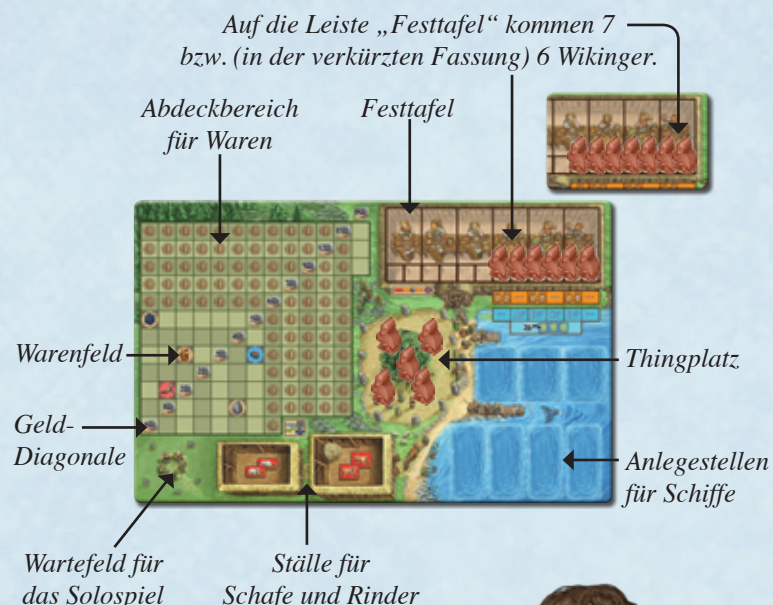 Auf die Leiste „Festtafel“ kommen 7
bzw. (in der verkürzten Fassung) 6 Wikinger.
Abdeckbereich
für Waren
Festtafel
Warenfeld
Thingplatz
Geld-
Diagonale
Anlegestellen
für Schiffe
Wartefeld für
das Solospiel
Ställe für
Schafe und Rinder